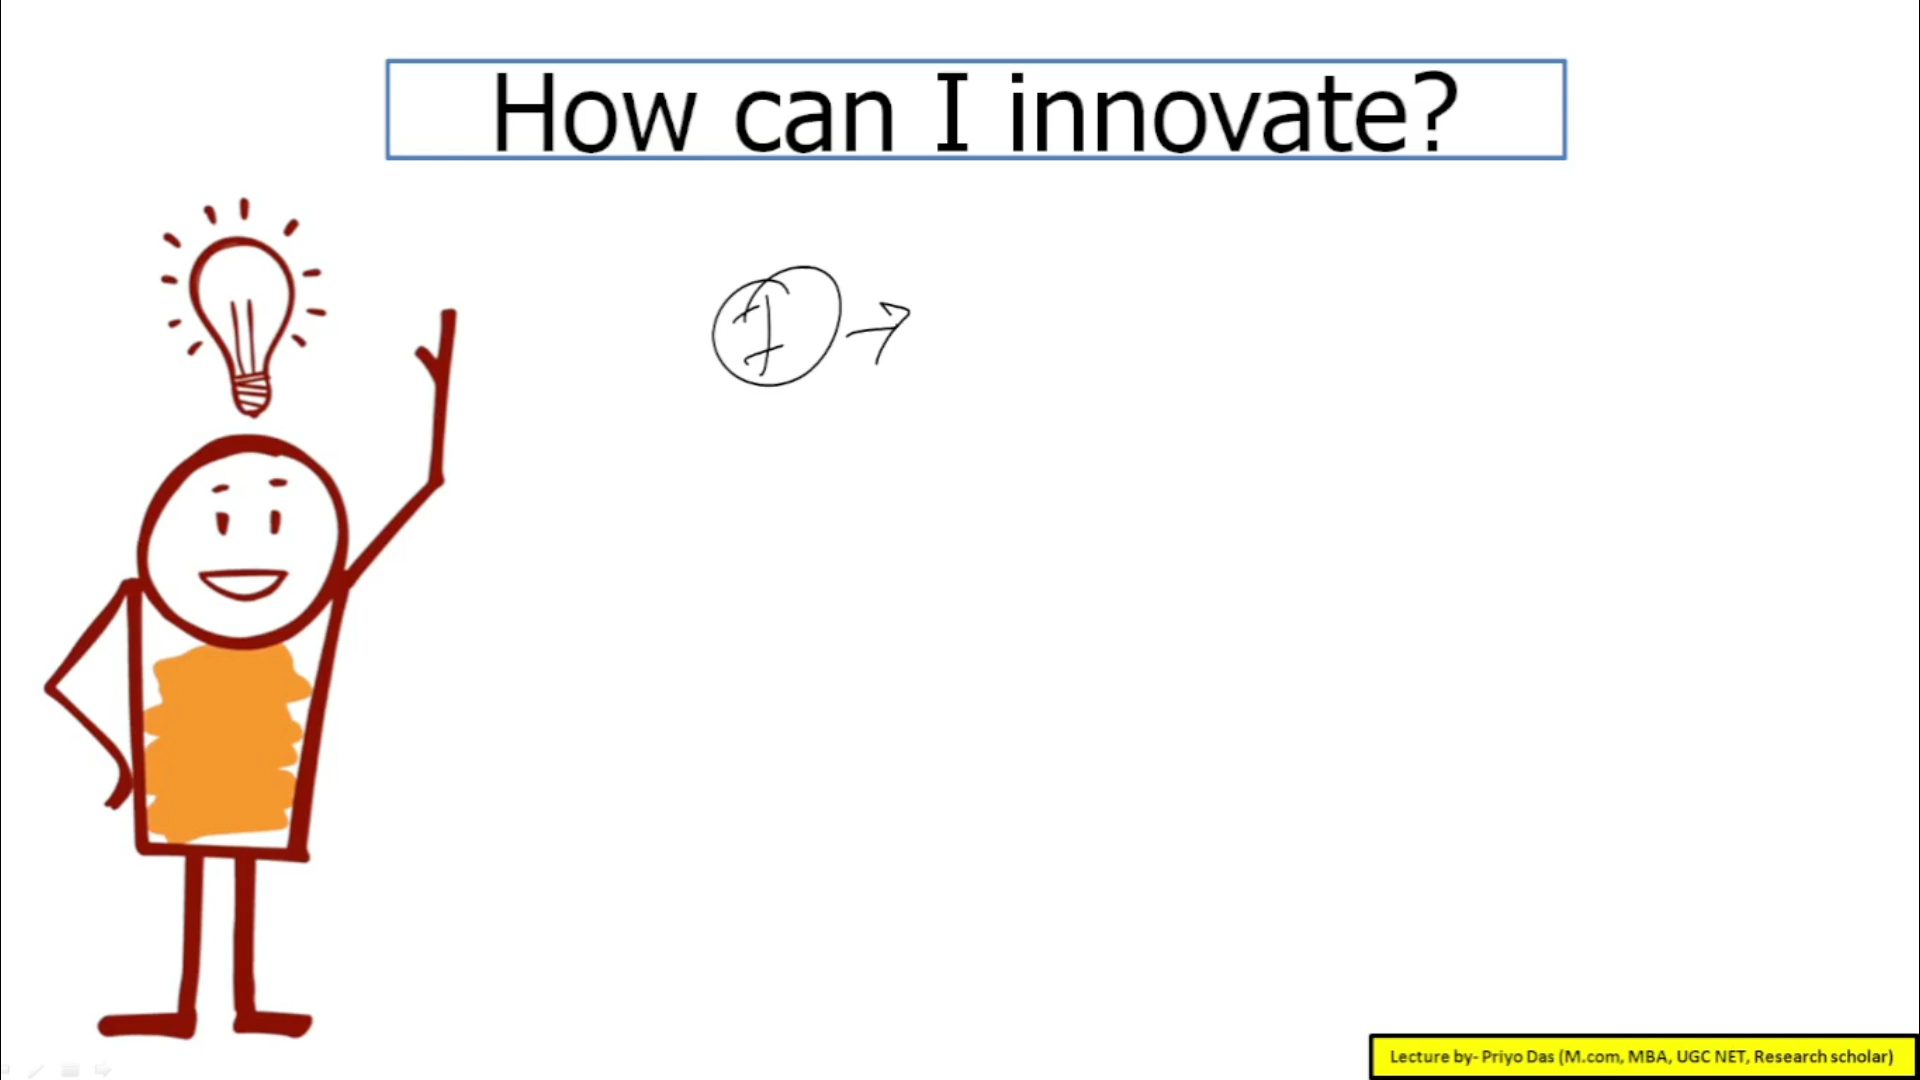 How can I innovate?
I →
Lecture by- Priyo Das (M.com, MBA, UGC NET, Research scholar)